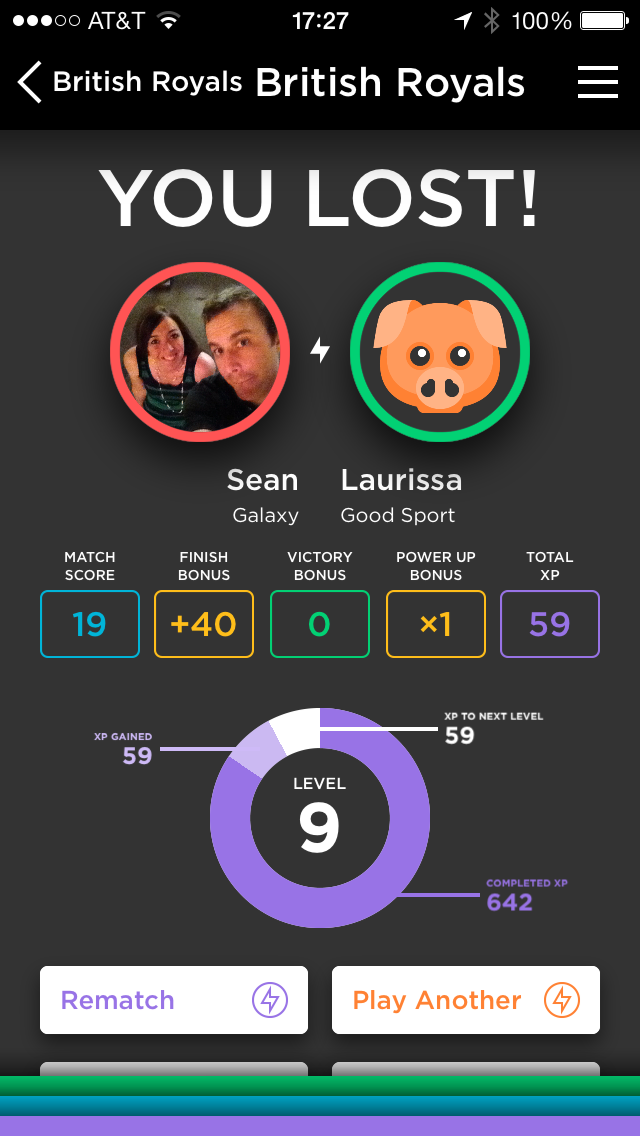 AT&T 17:27 100%
British Royals British Royals
YOU LOST!
Sean Laurissa
Galaxy Good Sport
MATCH SCORE
FINISH BONUS
VICTORY BONUS
POWER UP BONUS
TOTAL XP
19 +40 0 ×1 59
XP TO NEXT LEVEL
59
XP GAINED
59
LEVEL
9
COMPLETED XP
642
Rematch Play Another